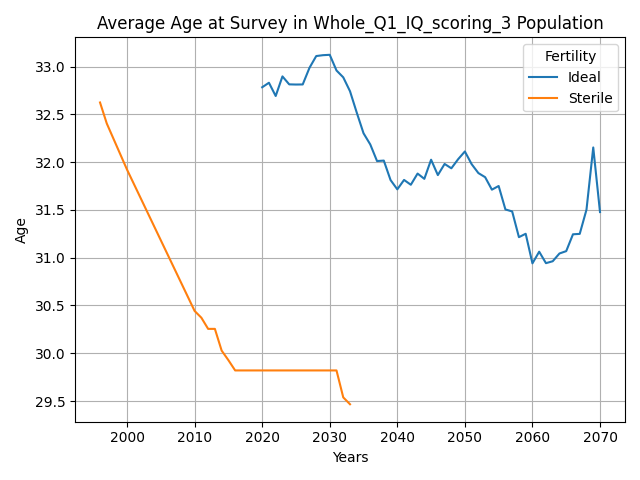 Average Age at Survey in Whole_Q1_IQ_scoring_3 Population
Fertility
Ideal
Sterile
Age
33.0
32.5
32.0
31.5
31.0
30.5
30.0
29.5
2000 2010 2020 2030 2040 2050 2060 2070
Years